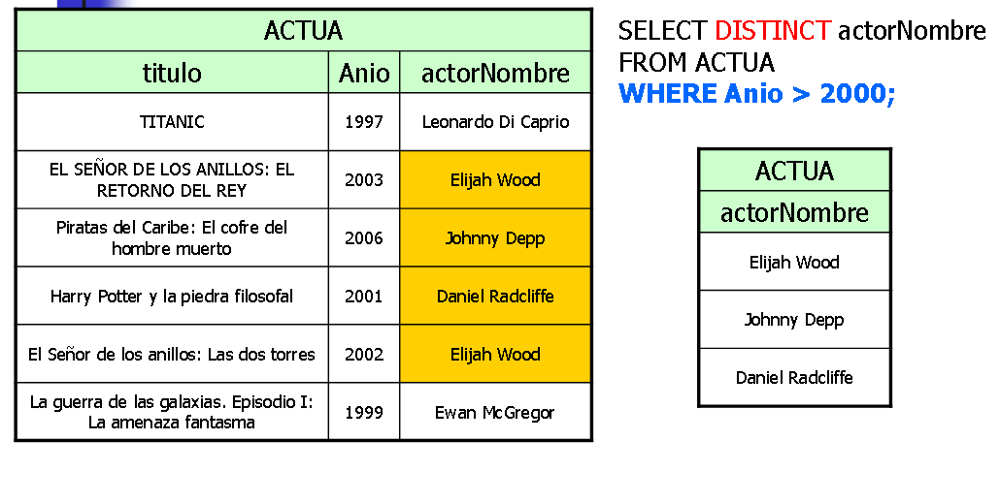 ACTUA
titulo Anio actorNombre
TITANIC 1997 Leonardo Di Caprio
EL SEÑOR DE LOS ANILLOS: EL
RETORNO DEL REY
2003 Elijah Wood
Piratas del Caribe: El cofre del
hombre muerto
2006 Johnny Depp
Harry Potter y la piedra filosofal 2001 Daniel Radcliffe
El Señor de los anillos: Las dos torres 2002 Elijah Wood
La guerra de las galaxias. Episodio I:
La amenaza fantasma
1999 Ewan McGregor
SELECT DISTINCT actorNombre
FROM ACTUA
WHERE Anio > 2000;
ACTUA
actorNombre
Elijah Wood
Johnny Depp
Daniel Radcliffe